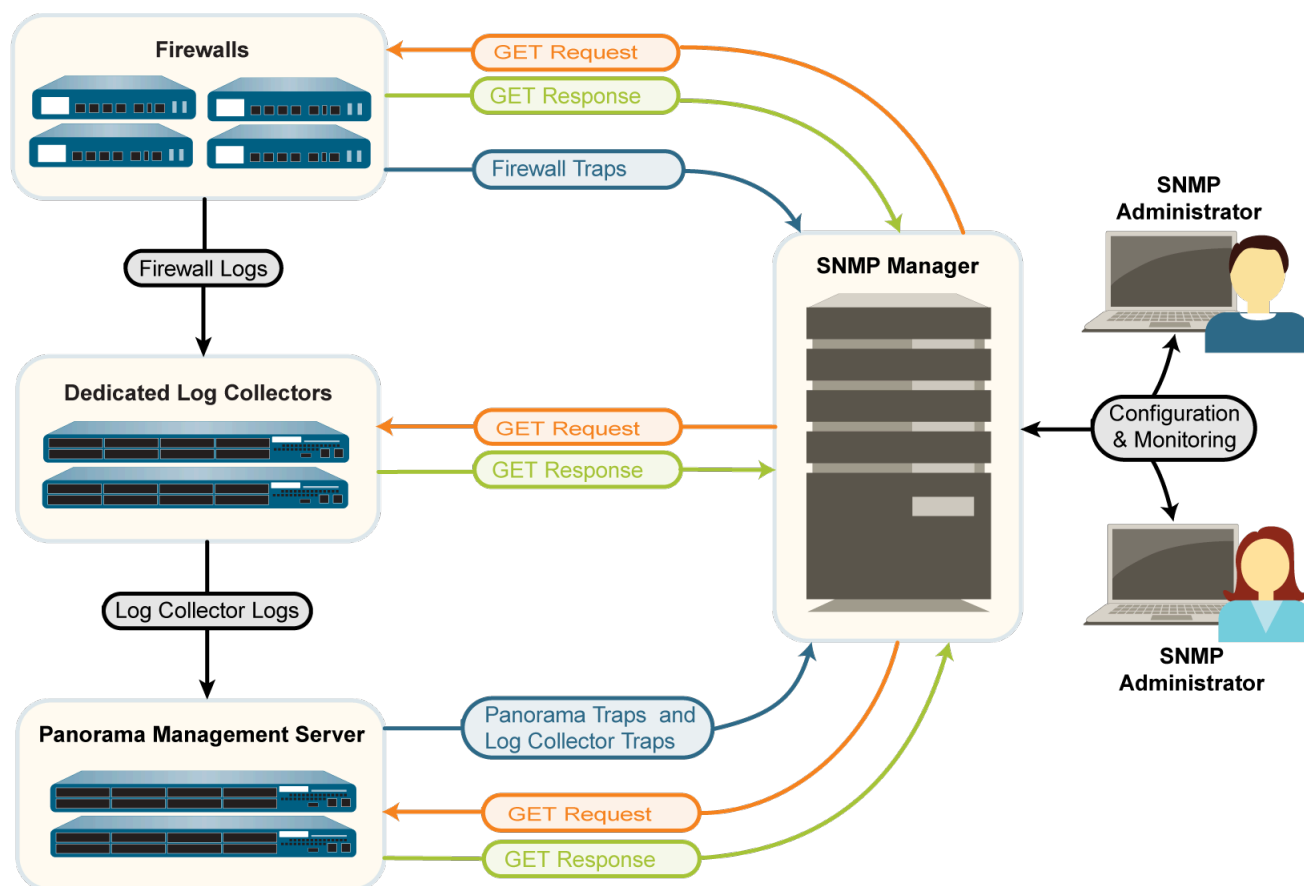 Firewalls
GET Request
GET Response
Firewall Traps
SNMP
Administrator
Firewall Logs
SNMP Manager
Dedicated Log Collectors
GET Request
GET Response
Configuration
& Monitoring
Log Collector Logs
SNMP
Administrator
Panorama Management Server
Panorama Traps and
Log Collector Traps
GET Request
GET Response